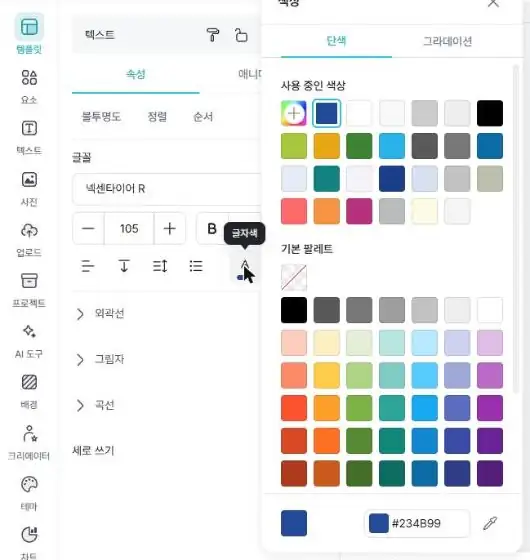 색상
템플릿
요소
텍스트
사진
업로드
프로젝트
AI 도구
배경
크리에이터
테마
차트
텍스트
속성
애니메
불투명도 정렬 순서
글꼴
넥센타이어 R
105
B
글자색
A
외곽선
그림자
곡선
세로 쓰기
단색 그라데이션
사용 중인 색상
기본 팔레트
#234B99